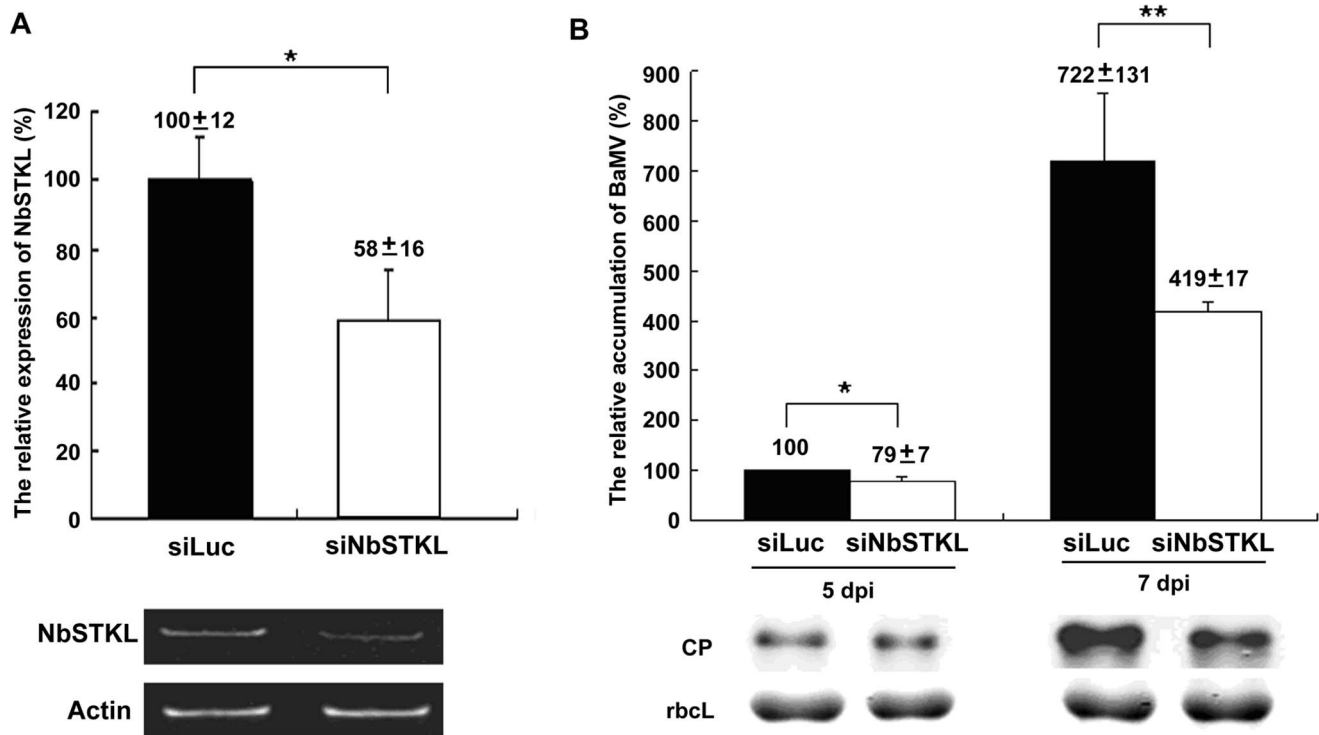 A
The relative expression of NbSTKL (%)
*
120
100
80
60
40
20
0
100±12
58±16
siLuc siNbSTKL
NbSTKL
Actin
B
The relative accumulation of BaMV (%)
**
900
800
700
600
500
400
300
200
100
0
722±131
419±17
*
100
79±7
siLuc siNbSTKL siLuc siNbSTKL
5 dpi 7 dpi
CP
rbcL